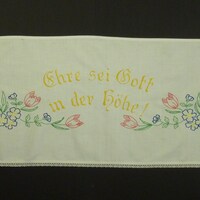 Ehre sei Gott
in der Höhe!